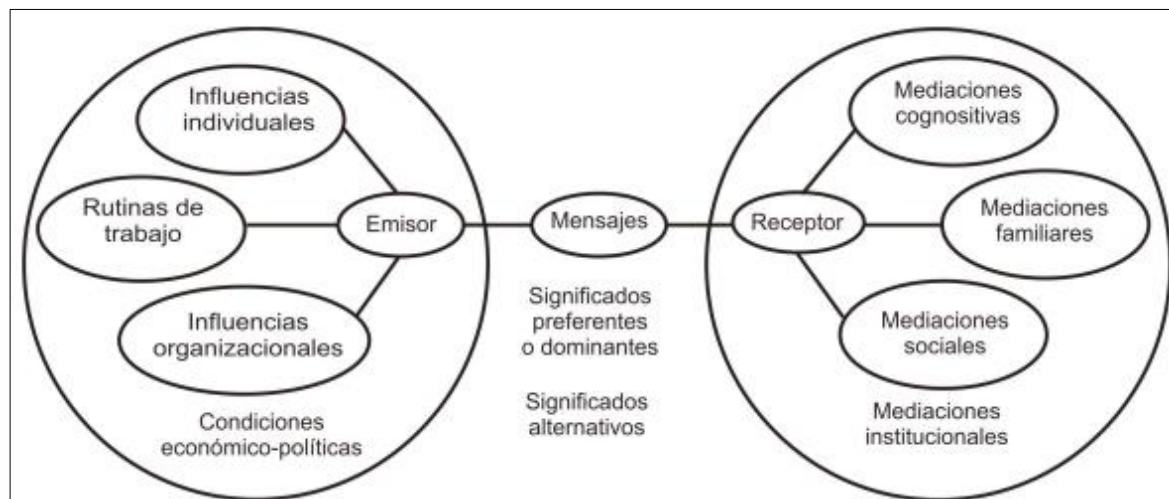 Influencias
individuales
Rutinas de
trabajo
Influencias
organizacionales
Emisor
Condiciones
económico-políticas
Mensajes
Significados
preferentes
o dominantes
Significados
alternativos
Receptor
Mediaciones
cognositivas
Mediaciones
familiares
Mediaciones
sociales
Mediaciones
institucionales